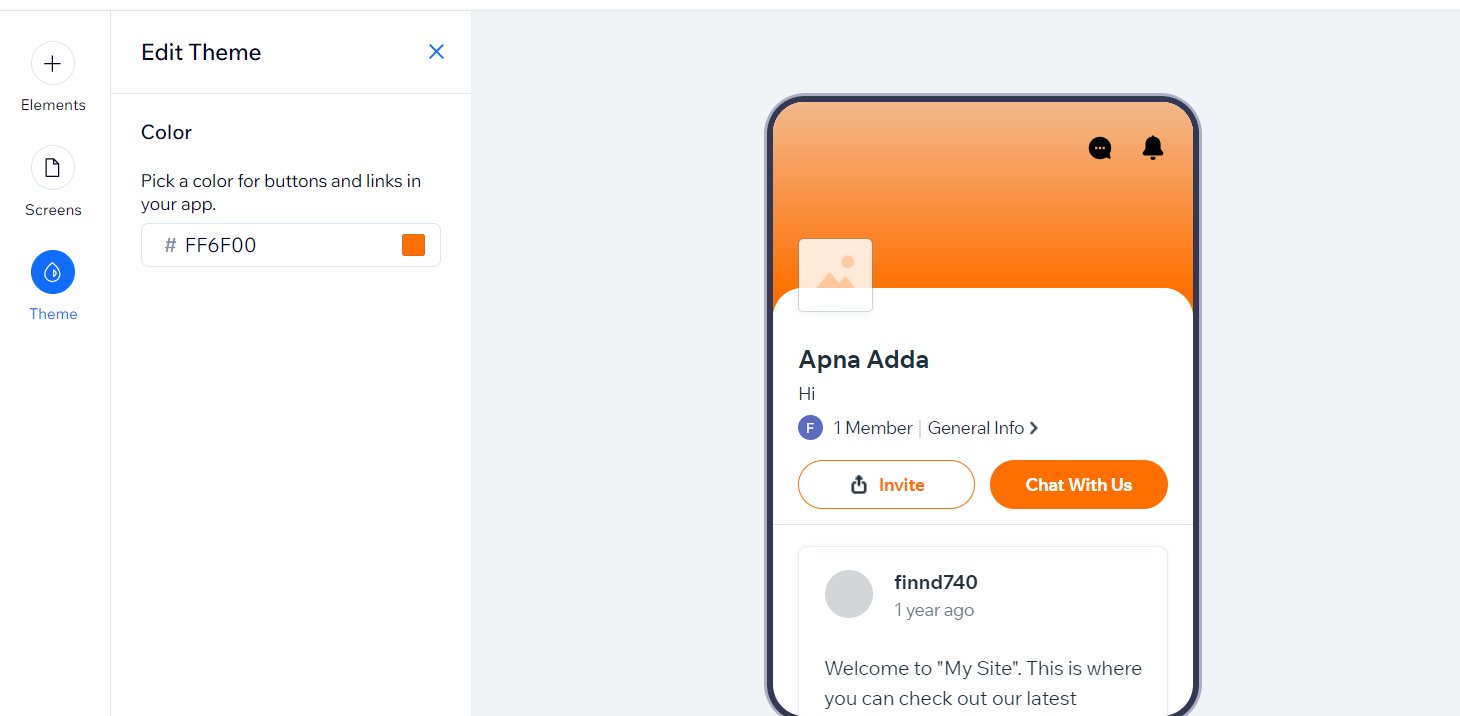 Elements
Screens
Theme
Edit Theme
Color
Pick a color for buttons and links in
your app.
# FF6F00
Apna Adda
Hi
F 1 Member | General Info
Invite
Chat With Us
finnd740
1 year ago
Welcome to "My Site". This is where
you can check out our latest